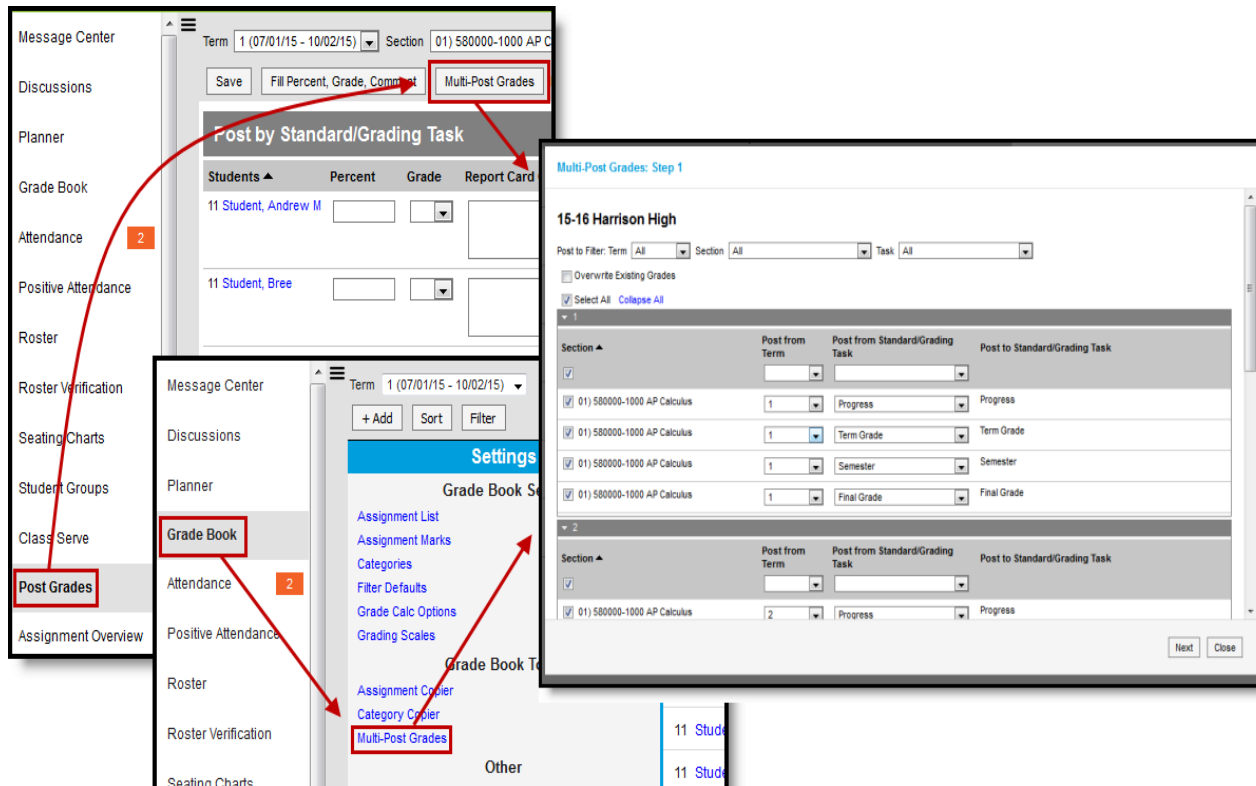 Message Center
Discussions
Planner
Grade Book
Attendance 2
Positive Attendance
Roster
Roster Verification
Seating Charts
Student Groups
Class Serve
Post Grades
Assignment Overview
Term 1 (07/01/15 - 10/02/15) Section 01) 580000-1000 AP C
Save Fill Percent, Grade, Comment Multi-Post Grades
Post by Standard/Grading Task
Students Percent Grade Report Card
11 Student, Andrew M
11 Student, Bree
Message Center
Discussions
Planner
Grade Book
Attendance 2
Positive Attendance
Roster
Roster Verification
Seating Charts
Term 1 (07/01/15 - 10/02/15)
+ Add Sort Filter
Settings
Grade Book Se
Assignment List
Assignment Marks
Categories
Filter Defaults
Grade Calc Options
Grading Scales
Grade Book To
Assignment Copier
Category Copier
Multi-Post Grades
Other
11 Stude
11 Stude
Multi-Post Grades: Step 1
15-16 Harrison High
Post to Filter: Term All Section All Task All
Overwrite Existing Grades
Select All Collapse All
1
Section Post from Term Post from Standard/Grading Task Post to Standard/Grading Task
01) 580000-1000 AP Calculus 1 Progress Progress
01) 580000-1000 AP Calculus 1 Term Grade Term Grade
01) 580000-1000 AP Calculus 1 Semester Semester
01) 580000-1000 AP Calculus 1 Final Grade Final Grade
2
Section Post from Term Post from Standard/Grading Task Post to Standard/Grading Task
01) 580000-1000 AP Calculus 2 Progress Progress
Next Close